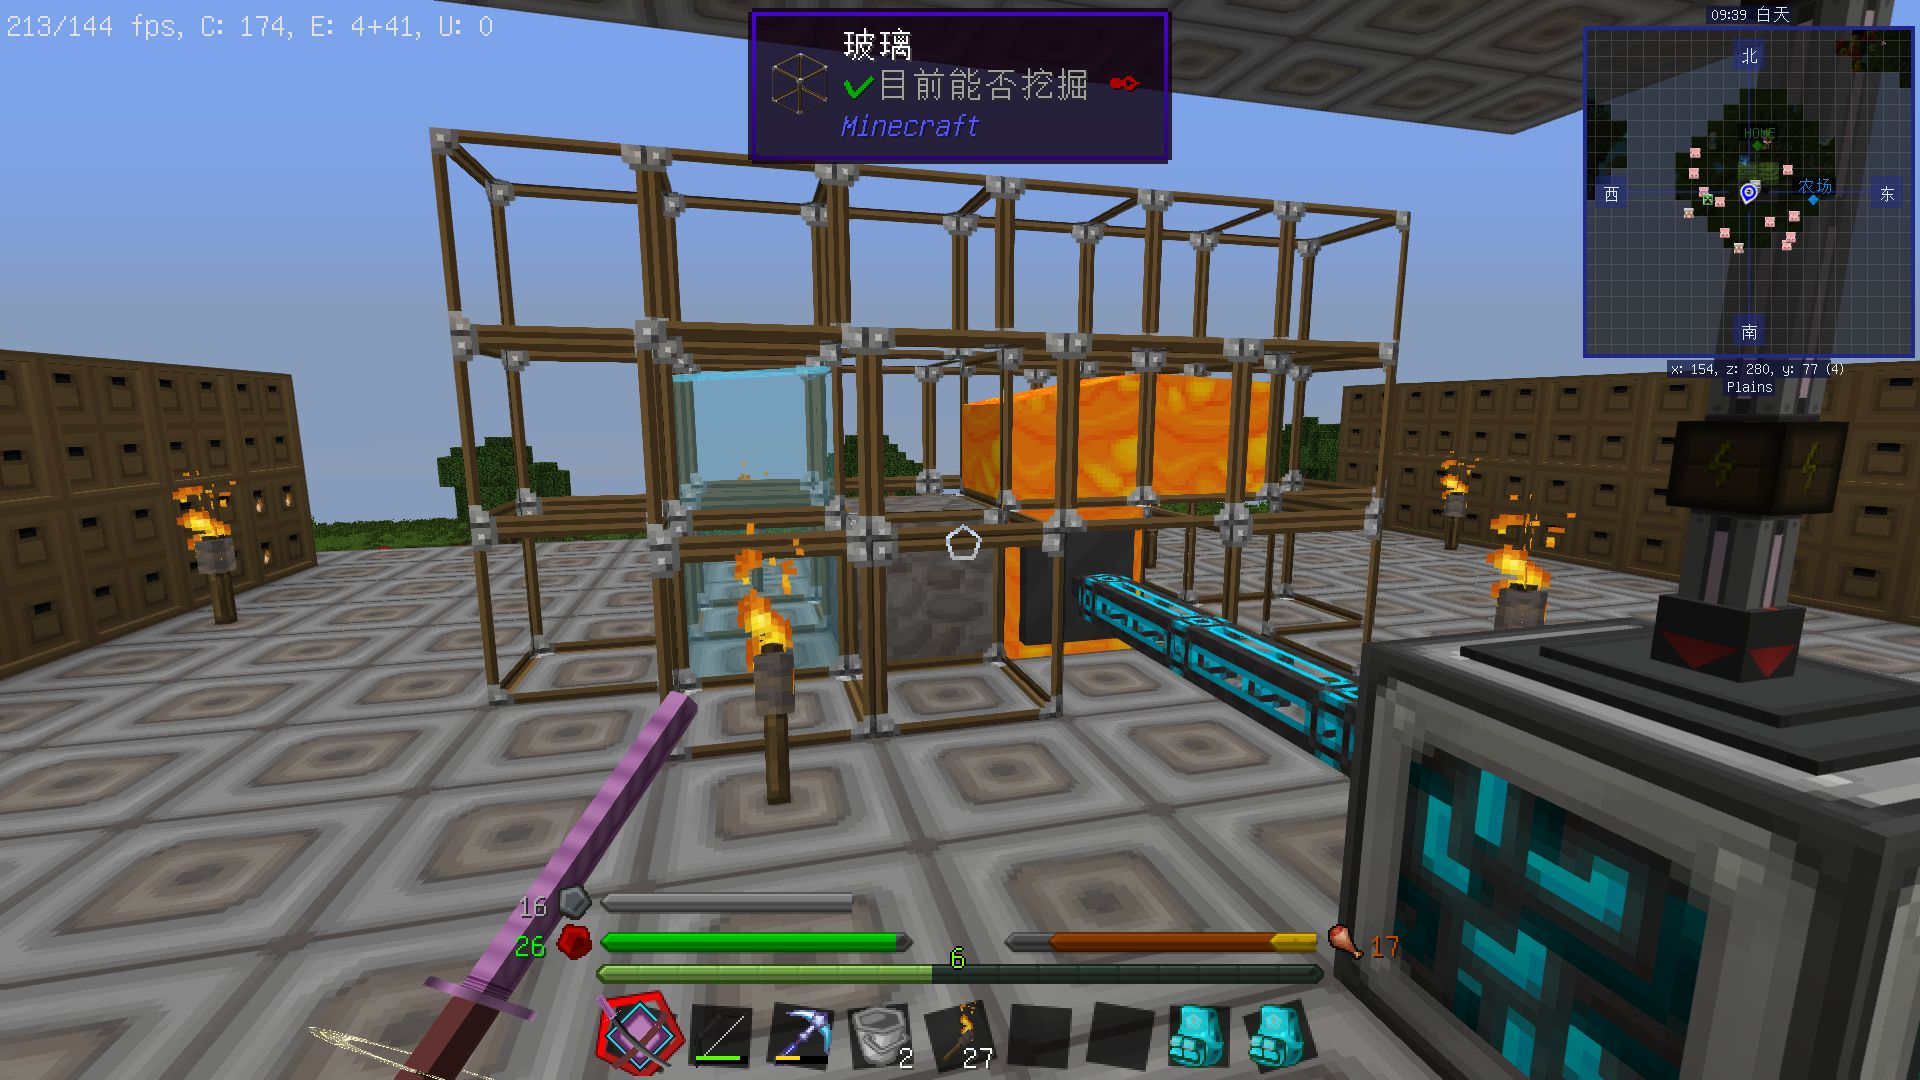 213/144 fps, C: 174, E: 4+41, U: 0
玻璃
目前能否挖掘
Minecraft
09:39 白天
北
HOME
西
农场
东
南
x: 154, z: 280, y: 77 (4)
Plains
16
26
6
17
2
27